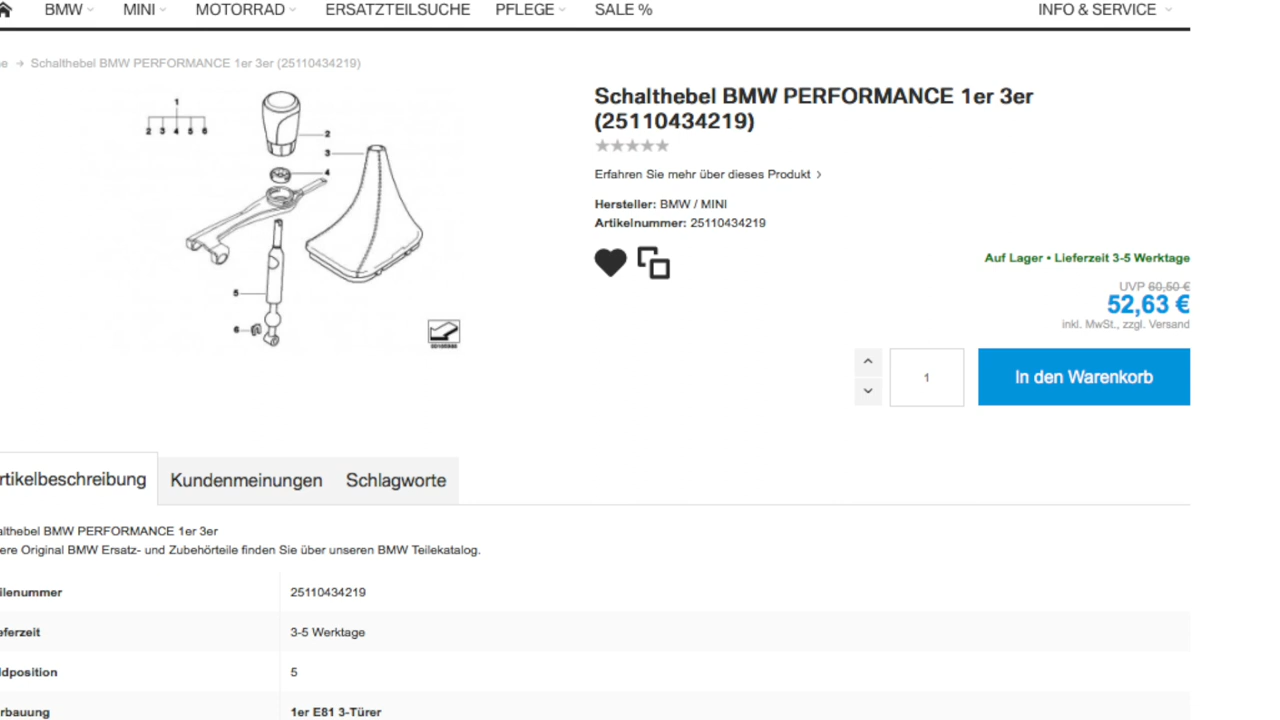 BMW MINI MOTORRAD ERSATZTEILSUCHE PFLEGE SALE % INFO & SERVICE
e → Schalthebel BMW PERFORMANCE 1er 3er (25110434219)
1
2 3 4 5 6
2
3
4
5
6
Schalthebel BMW PERFORMANCE 1er 3er
(25110434219)
Erfahren Sie mehr über dieses Produkt ›
Hersteller: BMW / MINI
Artikelnummer: 25110434219
Auf Lager • Lieferzeit 3-5 Werktage
UVP 60,50 €
52,63 €
inkl. MwSt., zzgl. Versand
1
In den Warenkorb
rtikelbeschreibung Kundenmeinungen Schlagworte
althebel BMW PERFORMANCE 1er 3er
ere Original BMW Ersatz- und Zubehörteile finden Sie über unseren BMW Teilekatalog.
ilenummer 25110434219
eferzeit 3-5 Werktage
ldposition 5
rbauung 1er E81 3-Türer